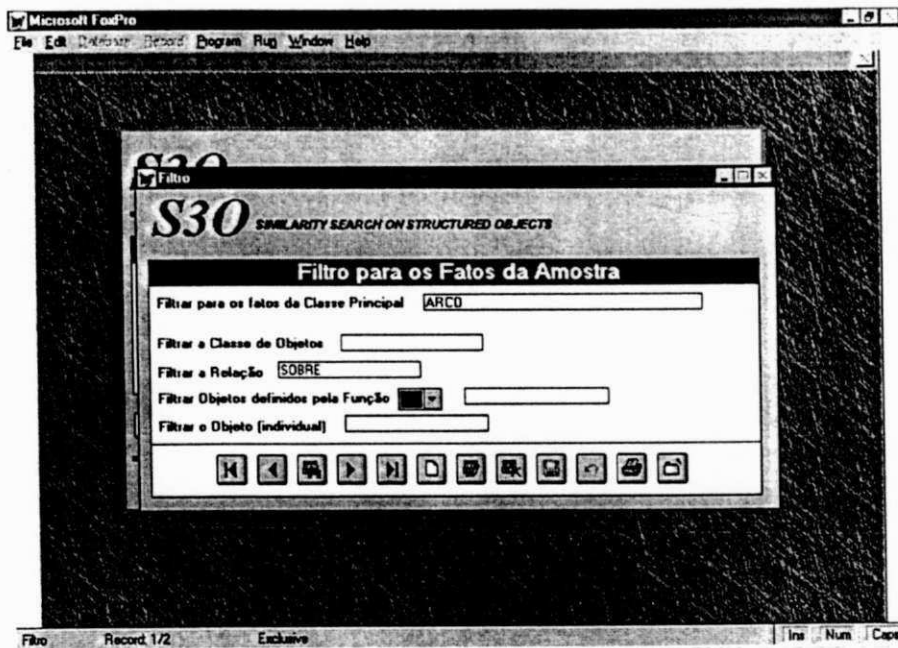 Microsoft FoxPro
File Edit Database Record Program Run Window Help
S3O
Filtro
S3O SIMILARITY SEARCH ON STRUCTURED OBJECTS
Filtro para os Fatos da Amostra
Filtrar para os fatos da Classe Principal ARCO
Filtrar a Classe de Objetos
Filtrar a Relação SOBRE
Filtrar Objetos definidos pela Função
Filtrar o Objeto (individual)
Filtro Record: 1/2 Exclusive Ins Num Caps